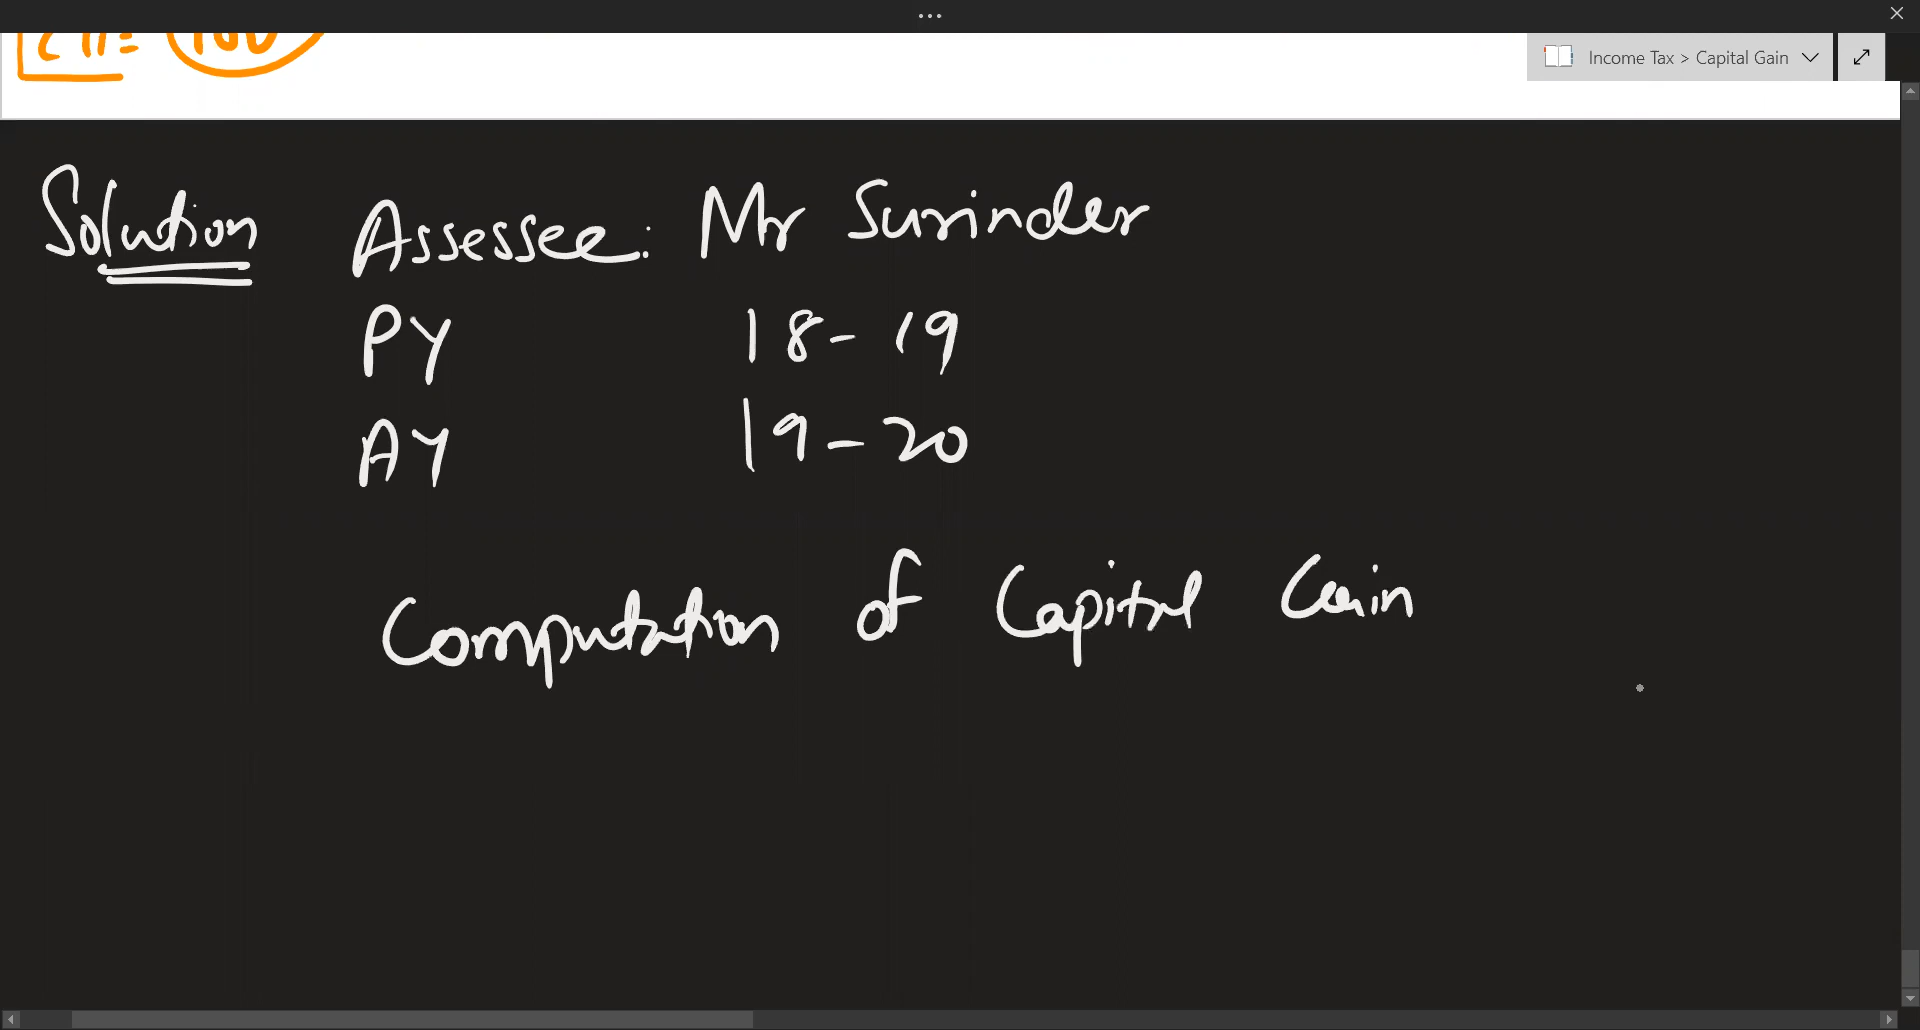 Income Tax > Capital Gain
Solution Assessee: Mr Surinder
PY 18-19
AY 19-20
Computation of Capital Gain